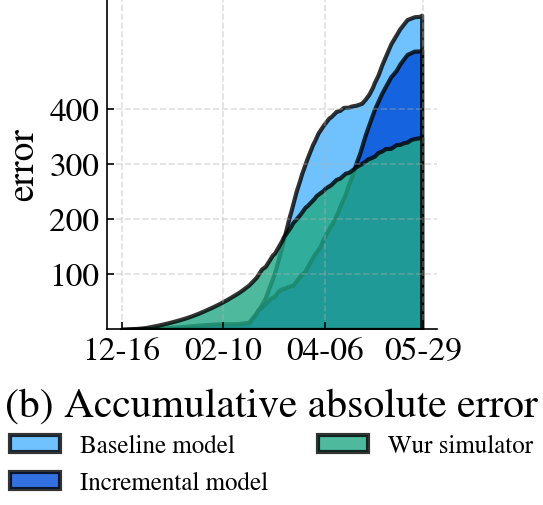 error
400
300
200
100
12-16 02-10 04-06 05-29
(b) Accumulative absolute error
Baseline model Wur simulator
Incremental model